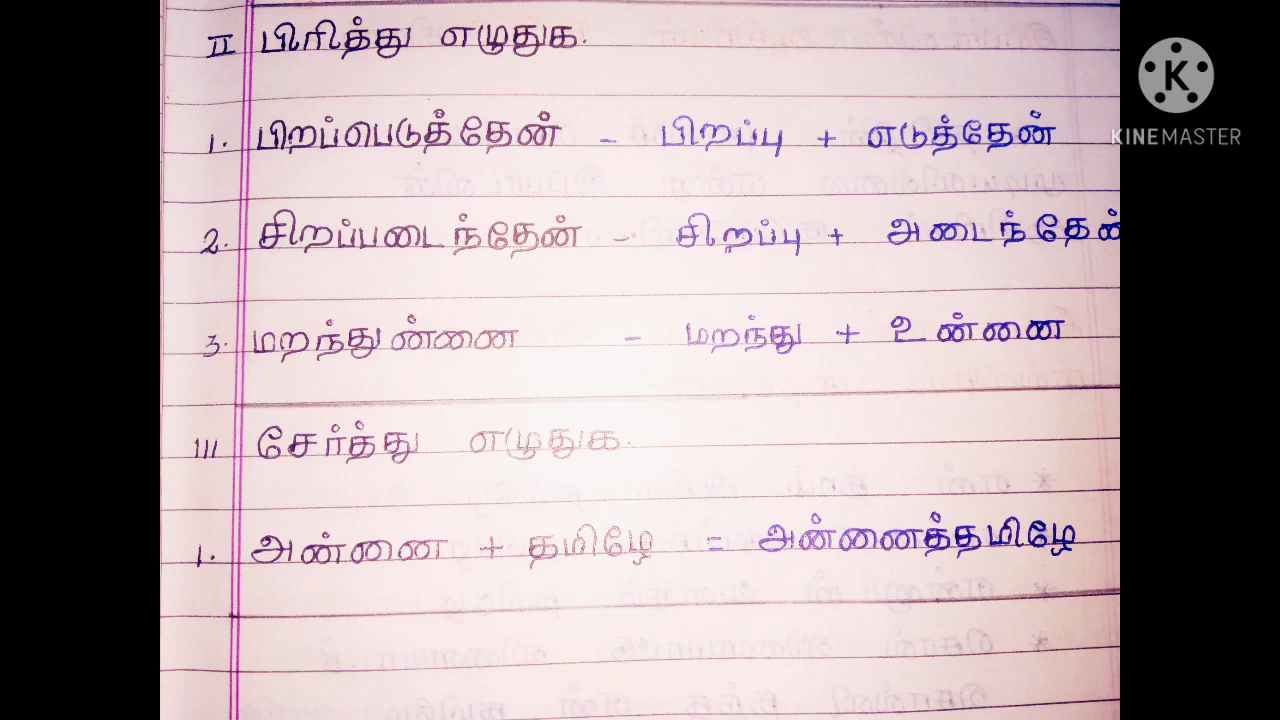 II பிரித்து எழுதுக.
1. பிறப்பெடுத்தேன் - பிறப்பு + எடுத்தேன்
2. சிறப்படைந்தேன் - சிறப்பு + அடைந்தேன்
3. மறந்துன்னை - மறந்து + உன்னை
III சேர்த்து எழுதுக.
1. அன்னை + தமிழே = அன்னைத்தமிழே
K
KINEMASTER